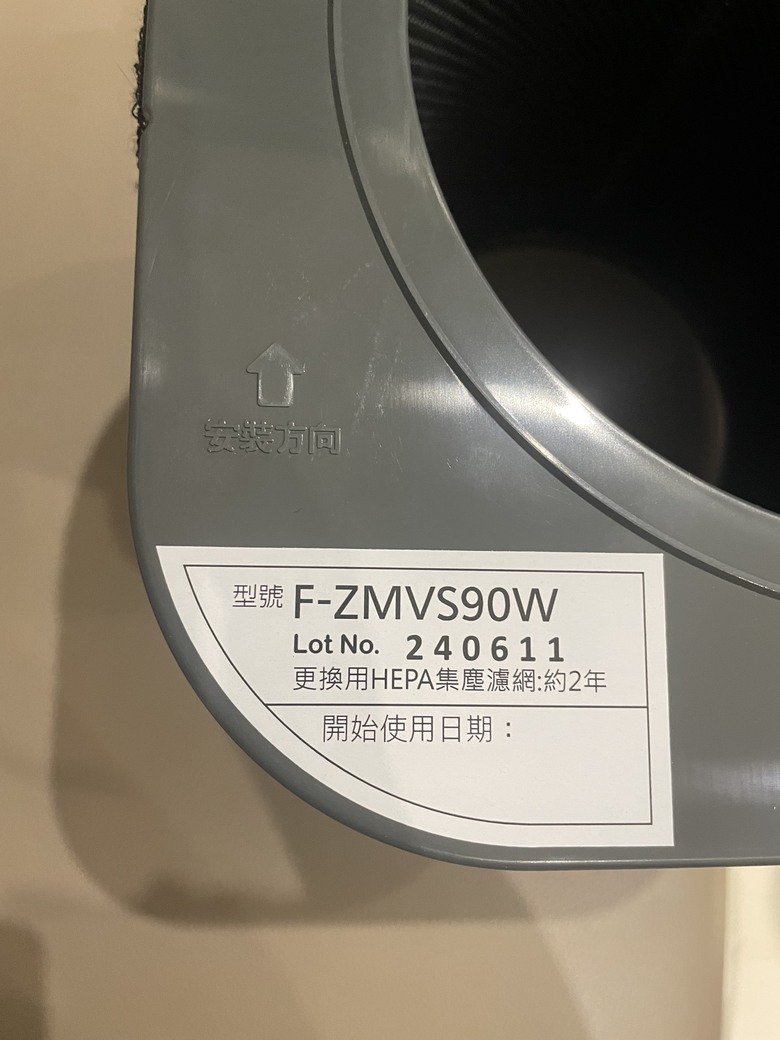 安裝方向
型號 F-ZMVS90W
Lot No. 240611
更換用HEPA集塵濾網:約2年
開始使用日期：